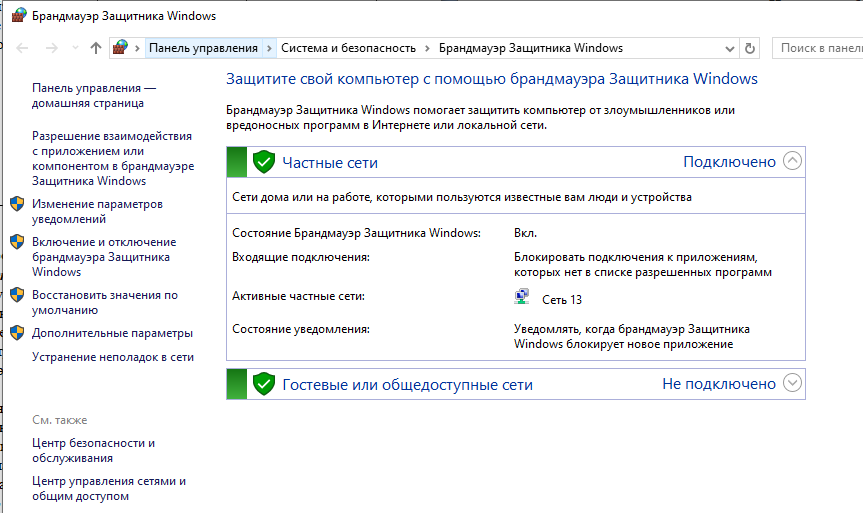 Брандмауэр Защитника Windows
Панель управления
Система и безопасность
Брандмауэр Защитника Windows
Поиск в панел
Панель управления —
домашняя страница
Разрешение взаимодействия
с приложением или
компонентом в брандмауэре
Защитника Windows
Изменение параметров
уведомлений
Включение и отключение
брандмауэра Защитника
Windows
Восстановить значения по
умолчанию
Дополнительные параметры
Устранение неполадок в сети
См. также
Центр безопасности и
обслуживания
Центр управления сетями и
общим доступом
Защитите свой компьютер с помощью брандмауэра Защитника Windows
Брандмауэр Защитника Windows помогает защитить компьютер от злоумышленников или
вредоносных программ в Интернете или локальной сети.
Частные сети
Подключено
Сети дома или на работе, которыми пользуются известные вам люди и устройства
Состояние Брандмауэр Защитника Windows:
Вкл.
Входящие подключения:
Блокировать подключения к приложениям,
которых нет в списке разрешенных программ
Активные частные сети:
Сеть 13
Состояние уведомления:
Уведомлять, когда брандмауэр Защитника
Windows блокирует новое приложение
Гостевые или общедоступные сети
Не подключено